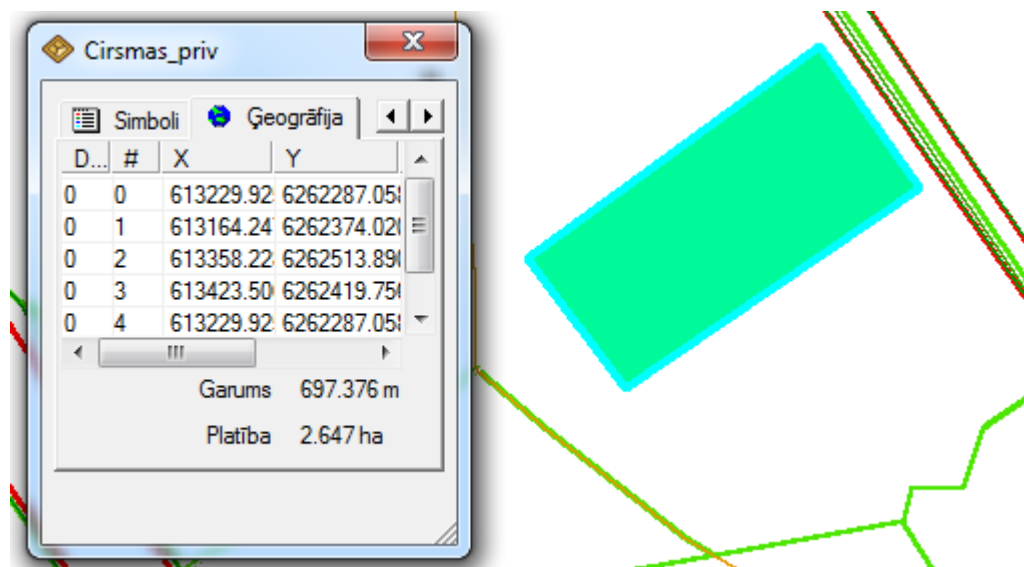 Cirsmas_priv
Simboli Ģeogrāfija
D... # X Y
0 0 613229.92 6262287.05
0 1 613164.24 6262374.02
0 2 613358.22 6262513.89
0 3 613423.50 6262419.75
0 4 613229.92 6262287.05
Garums 697.376 m
Platība 2.647 ha